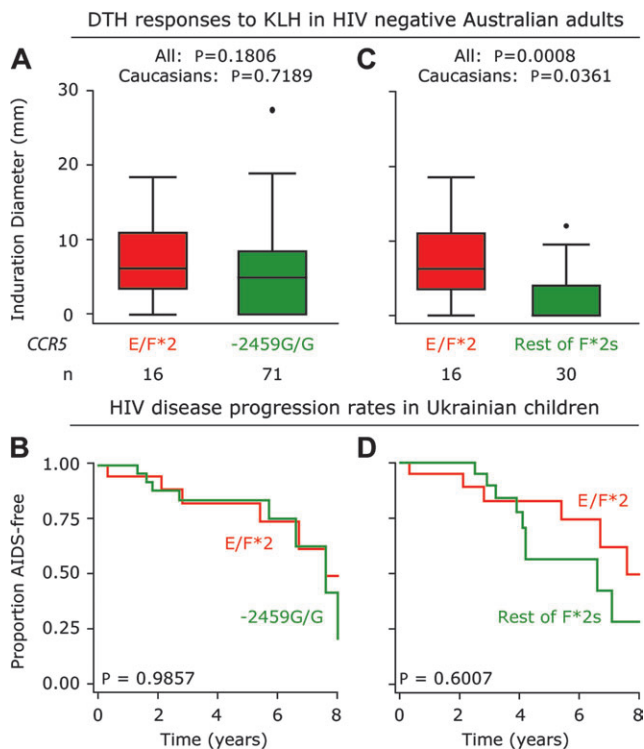 DTH responses to KLH in HIV negative Australian adults
A
All: P=0.1806
Caucasians: P=0.7189
C
All: P=0.0008
Caucasians: P=0.0361
Induration Diameter (mm)
30
20
10
0
CCR5
E/F*2
-2459G/G
E/F*2
Rest of F*2s
n
16
71
16
30
HIV disease progression rates in Ukrainian children
B
D
Proportion AIDS-free
1.00
0.75
0.50
0.25
0.00
E/F*2
-2459G/G
P = 0.9857
0
2
4
6
8
Time (years)
E/F*2
Rest of F*2s
P = 0.6007
0
2
4
6
8
Time (years)